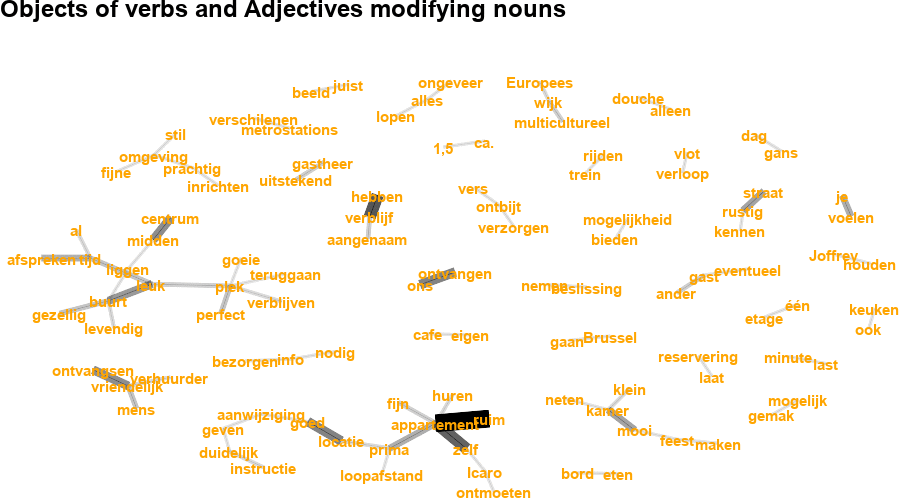 Objects of verbs and Adjectives modifying nouns
ongeveer
Europees
juist
beeld
alles
douche
wijk
alleen
lopen
verschilenen
multicultureel
metrostations
stil
dag
ca.
1,5
gans
omgeving
vlot
rijden
gastheer
prachtig
fijne
verloop
trein
uitstekend
inrichten
vers
straat
hebben
je
ontbijt
rustig
centrum
verblijf
voelen
mogelijkheid
verzorgen
al
kennen
midden
aangenaam
bieden
Joffrey
afspreken
tijd
goeie
houden
liggen
eventueel
teruggaan
ontvangen
gast
leuk
plek
ons
nemen
beslissing
ander
buurt
verblijven
één
keuken
gezellig
perfect
etage
levendig
ook
cafe
eigen
gaan
Brussel
nodig
reservering
minute
bezorgen
info
last
ontvangsen
verhuurder
laat
vriendelijk
klein
huren
neten
mogelijk
fijn
mens
kamer
aanwijziging
gemak
goed
ruim
appartement
geven
mooi
locatie
feest
maken
prima
zelf
duidelijk
instructie
loopafstand
Icaro
bord
eten
ontmoeten